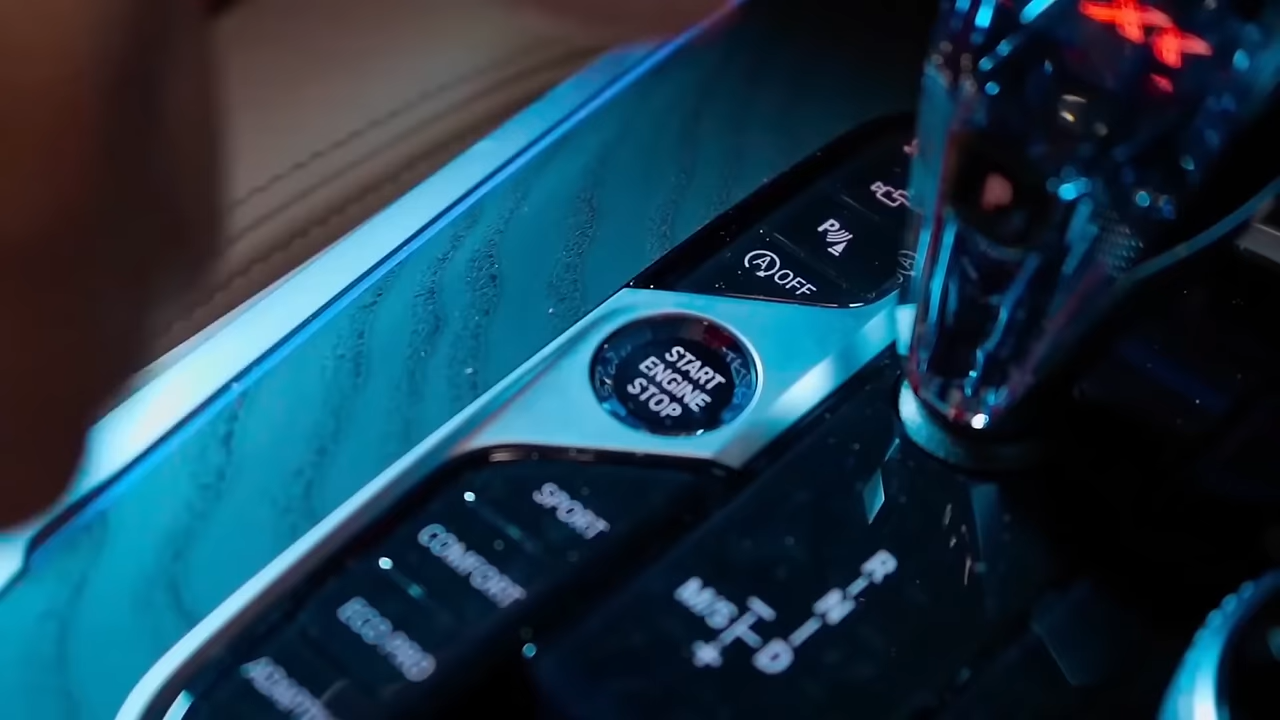 P
(A) OFF
START
ENGINE
STOP
SPORT
COMFORT
ECO PRO
R
N
D
M/S
+